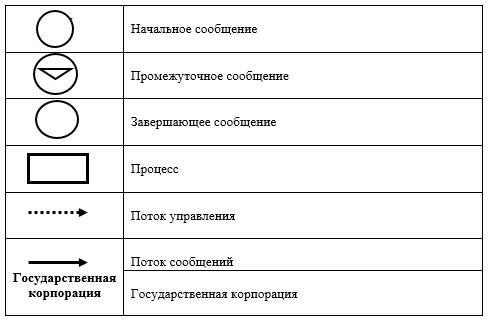 Начальное сообщение
Промежуточное сообщение
Завершающее сообщение
Процесс
Поток управления
Поток сообщений
Государственная
корпорация
Государственная корпорация